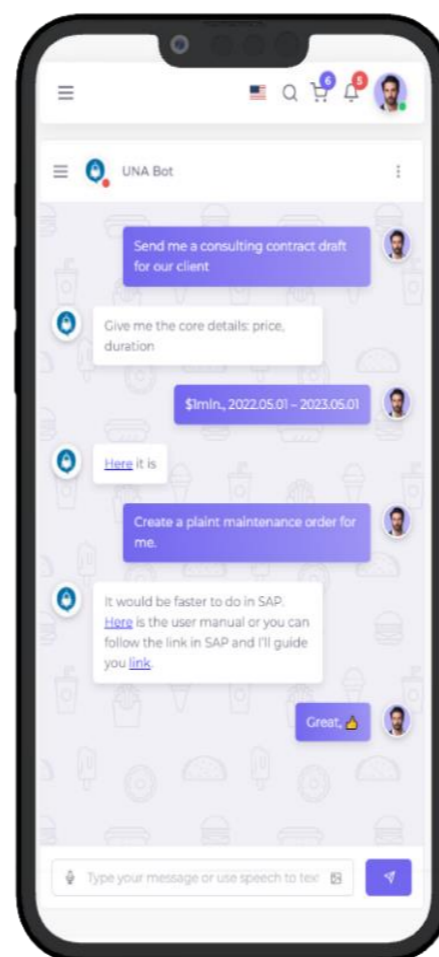 6
5
UNA Bot
Send me a consulting contract draft
for our client
Give me the core details: price,
duration
$1mln., 2022.05.01 – 2023.05.01
Here it is
Create a plaint maintenance order for
me.
It would be faster to do in SAP.
Here is the user manual or you can
follow the link in SAP and I'll guide
you link.
Great, 👍
Type your message or use speech to tex